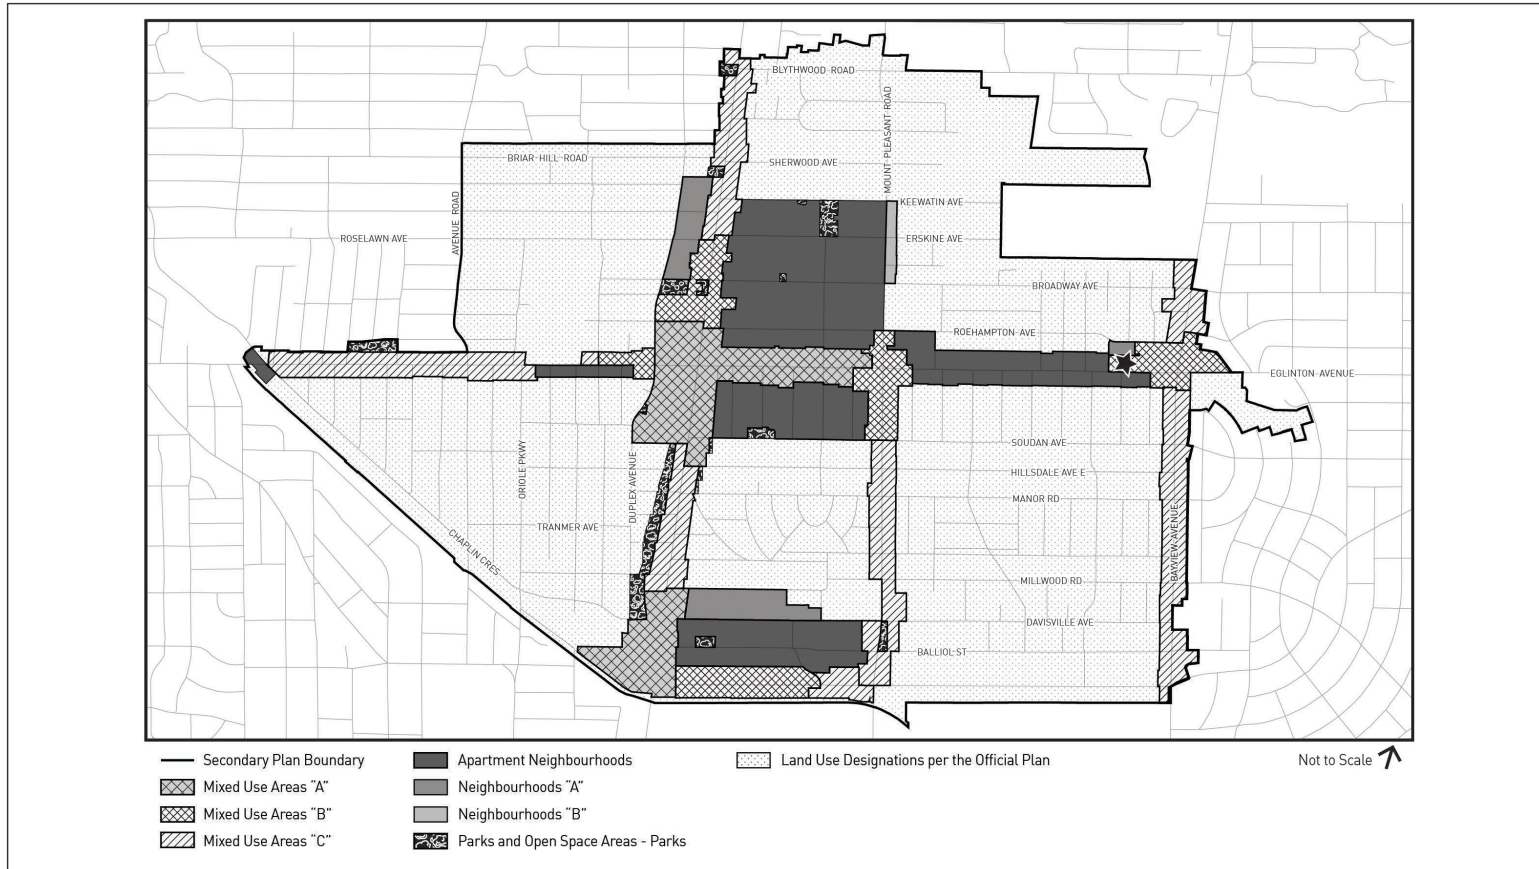 BLYTHWOOD ROAD
MOUNT PLEASANT ROAD
BRIAR HILL ROAD
SHERWOOD AVE
AVENUE ROAD
KEEWATIN AVE
ROSELAWN AVE
ERSKINE AVE
BROADWAY AVE
ROEHAMPTON AVE
EGLINTON AVENUE
ORIOLE PKWY
DUPLEX AVENUE
SOUDAN AVE
HILLSDALE AVE E
MANOR RD
TRANMER AVE
CHAPLIN CRES
BAYVIEW AVENUE
MILLWOOD RD
DAVISVILLE AVE
BALLIOL ST
Secondary Plan Boundary
Mixed Use Areas "A"
Mixed Use Areas "B"
Mixed Use Areas "C"
Apartment Neighbourhoods
Neighbourhoods "A"
Neighbourhoods "B"
Parks and Open Space Areas - Parks
Land Use Designations per the Official Plan
Not to Scale